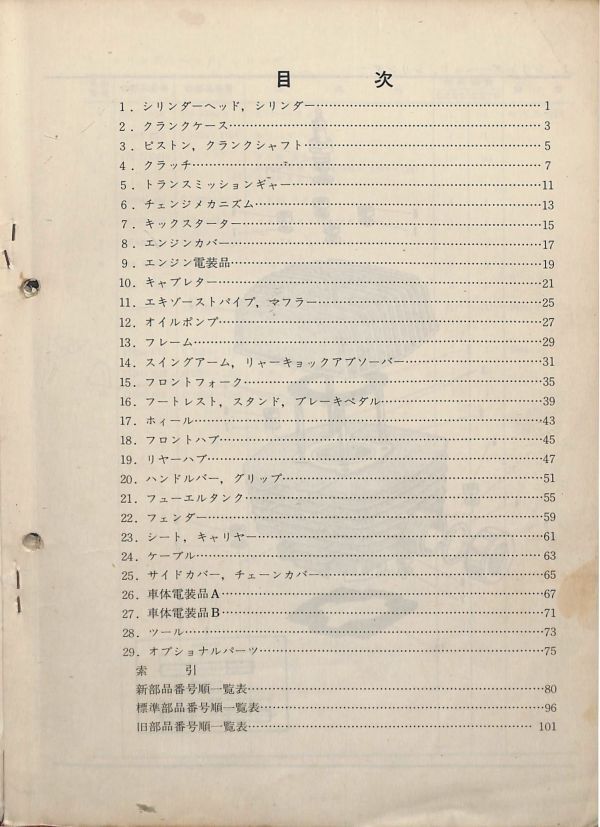 目　次
1．シリンダーヘッド，シリンダー…………1
2．クランクケース…………3
3．ピストン，クランクシャフト…………5
4．クラッチ…………7
5．トランスミッションギャー…………11
6．チェンジメカニズム…………13
7．キックスターター…………15
8．エンジンカバー…………17
9．エンジン電装品…………19
10．キャブレター…………21
11．エキゾーストパイプ，マフラー…………25
12．オイルポンプ…………27
13．フレーム…………29
14．スイングアーム，リャーキョックアブソーバー…………31
15．フロントフォーク…………35
16．フートレスト，スタンド，ブレーキペダル…………39
17．ホィール…………43
18．フロントハブ…………45
19．リヤーハブ…………47
20．ハンドルバー，グリップ…………51
21．フューエルタンク…………55
22．フェンダー…………59
23．シート，キャリヤー…………61
24．ケーブル…………63
25．サイドカバー，チェーンカバー…………65
26．車体電装品A…………67
27．車体電装品B…………71
28．ツール…………73
29．オプショナルパーツ…………75
索　引
新部品番号順一覧表…………80
標準部品番号順一覧表…………96
旧部品番号順一覧表…………101